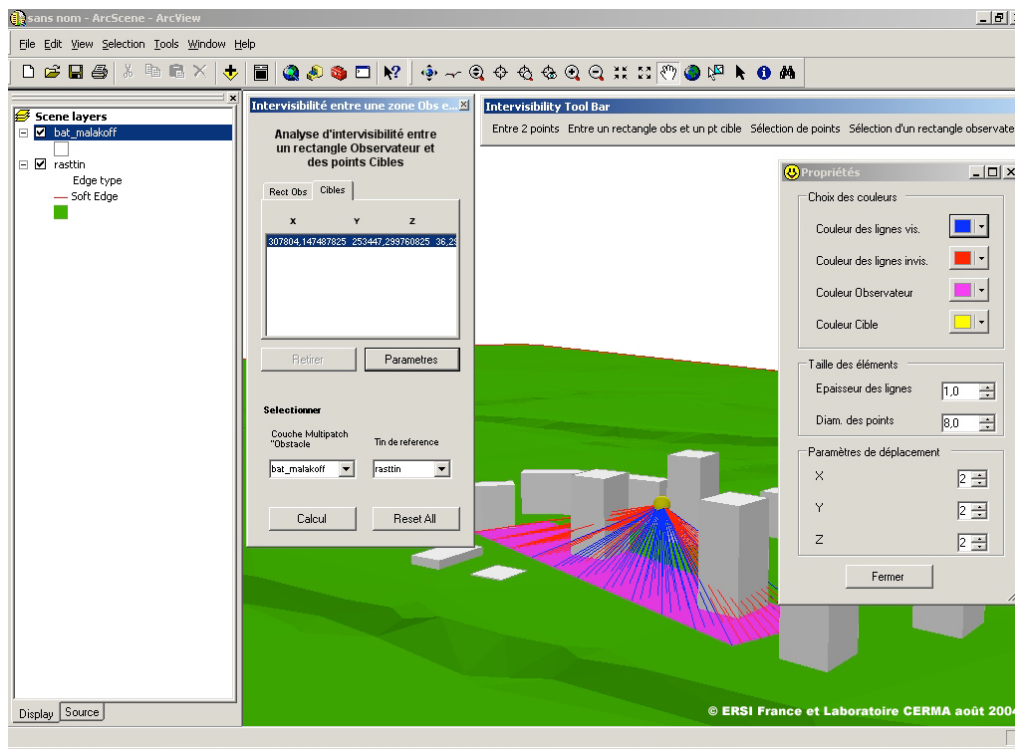 sans nom - ArcScene - ArcView
File Edit View Selection Tools Window Help
Scene layers
bat_malakoff
rasttin
Edge type
Soft Edge
Display Source
Intervisibilité entre une zone Obs e...
Analyse d'intervisibilité entre
un rectangle Observateur et
des points Cibles
Rect Obs Cibles
X Y Z
307804,147487825 253447,299760825 36,29
Retirer Parametres
Selectionner
Couche Multipatch
"Obstacle
Tin de reference
bat_malakoff rasttin
Calcul Reset All
Intervisibility Tool Bar
Entre 2 points Entre un rectangle obs et un pt cible Sélection de points Sélection d'un rectangle observate
Propriétés
Choix des couleurs
Couleur des lignes vis.
Couleur des lignes invis.
Couleur Observateur
Couleur Cible
Taille des éléments
Epaisseur des lignes 1,0
Diam. des points 8,0
Paramètres de déplacement
X 2
Y 2
Z 2
Fermer
© ERSI France et Laboratoire CERMA août 2004